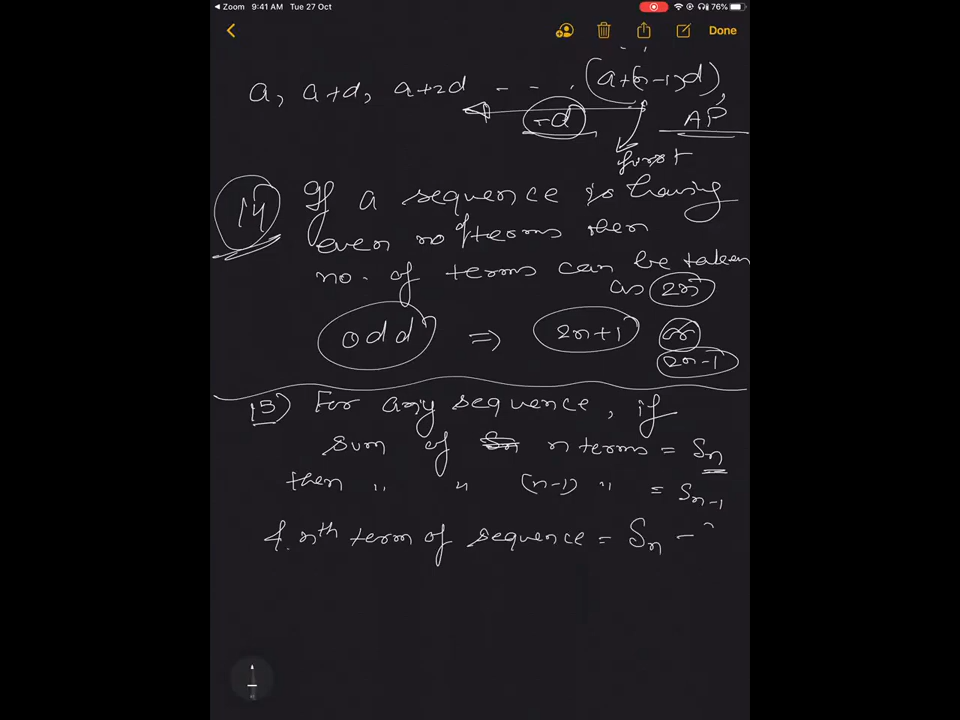 Zoom 9:41 AM Tue 27 Oct 76%
Done
a, a+d, a+2d - - . (a+(n-1)d),
-d AP
first
14) If a sequence is having
even no of terms then
no. of terms can be taken
as 2n
odd ⇒ 2n+1 or
2n-1
15) For any sequence, if
sum of Sn n terms = Sn
then " " (n-1) " = Sn-1
& nth term of sequence = Sn -